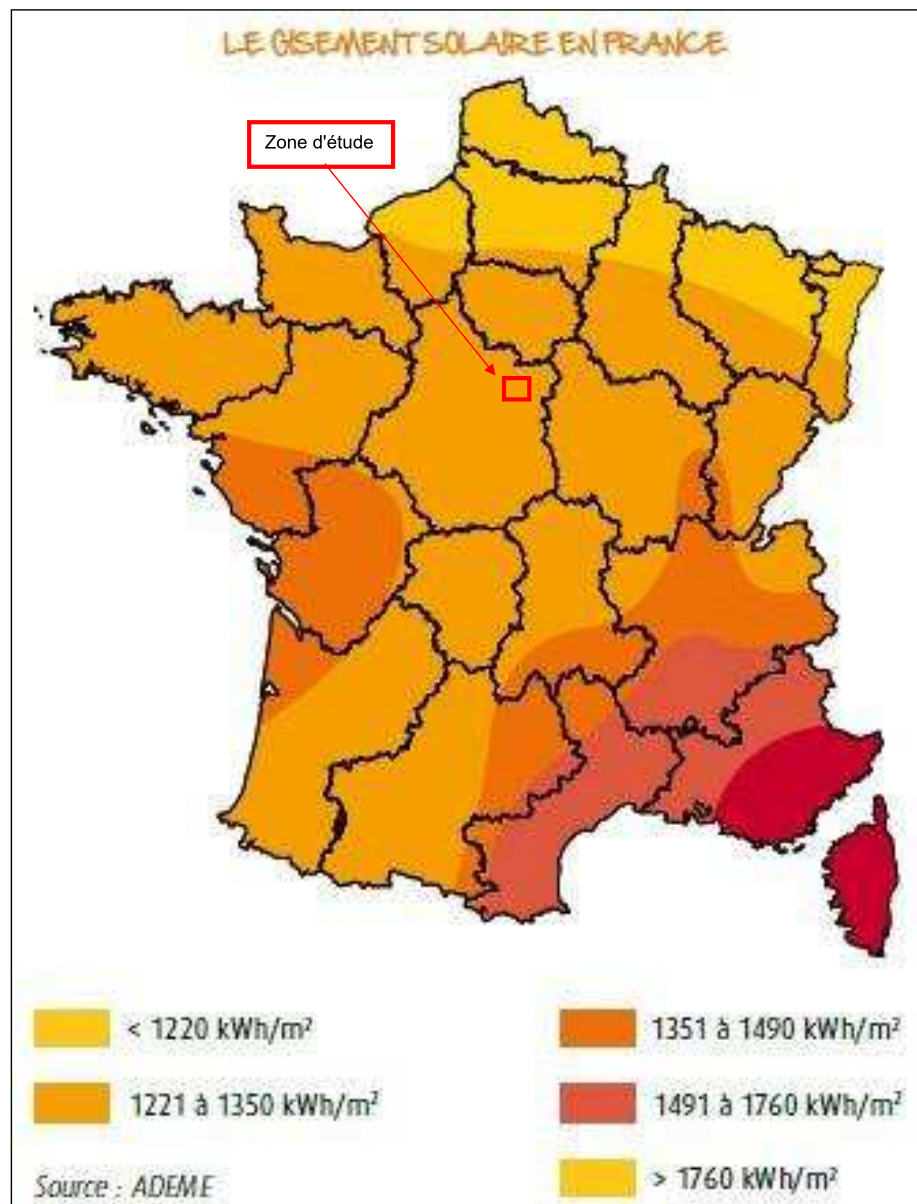 LE GISEMENT SOLAIRE EN FRANCE
Zone d'étude
< 1220 kWh/m²
1221 à 1350 kWh/m²
1351 à 1490 kWh/m²
1491 à 1760 kWh/m²
> 1760 kWh/m²
Source : ADEME